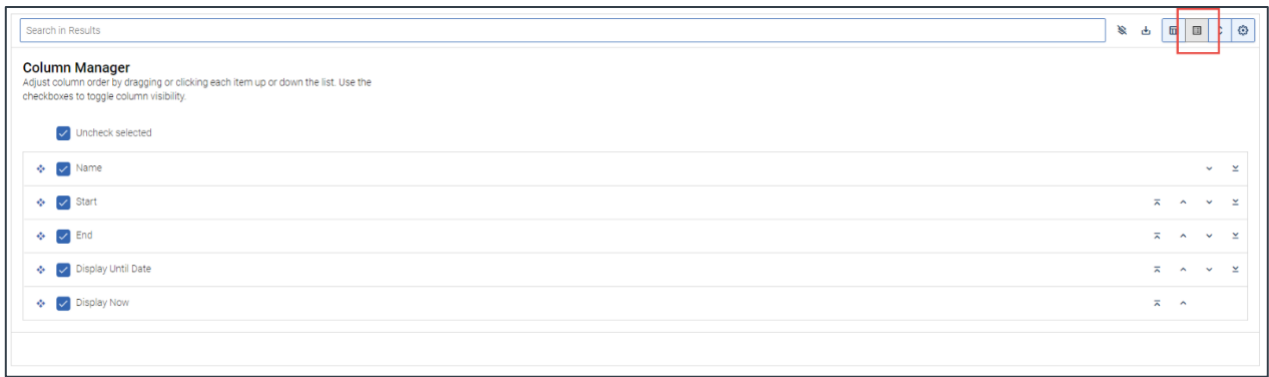 Search in Results
Column Manager
Adjust column order by dragging or clicking each item up or down the list. Use the
checkboxes to toggle column visibility.
Uncheck selected
Name
Start
End
Display Until Date
Display Now